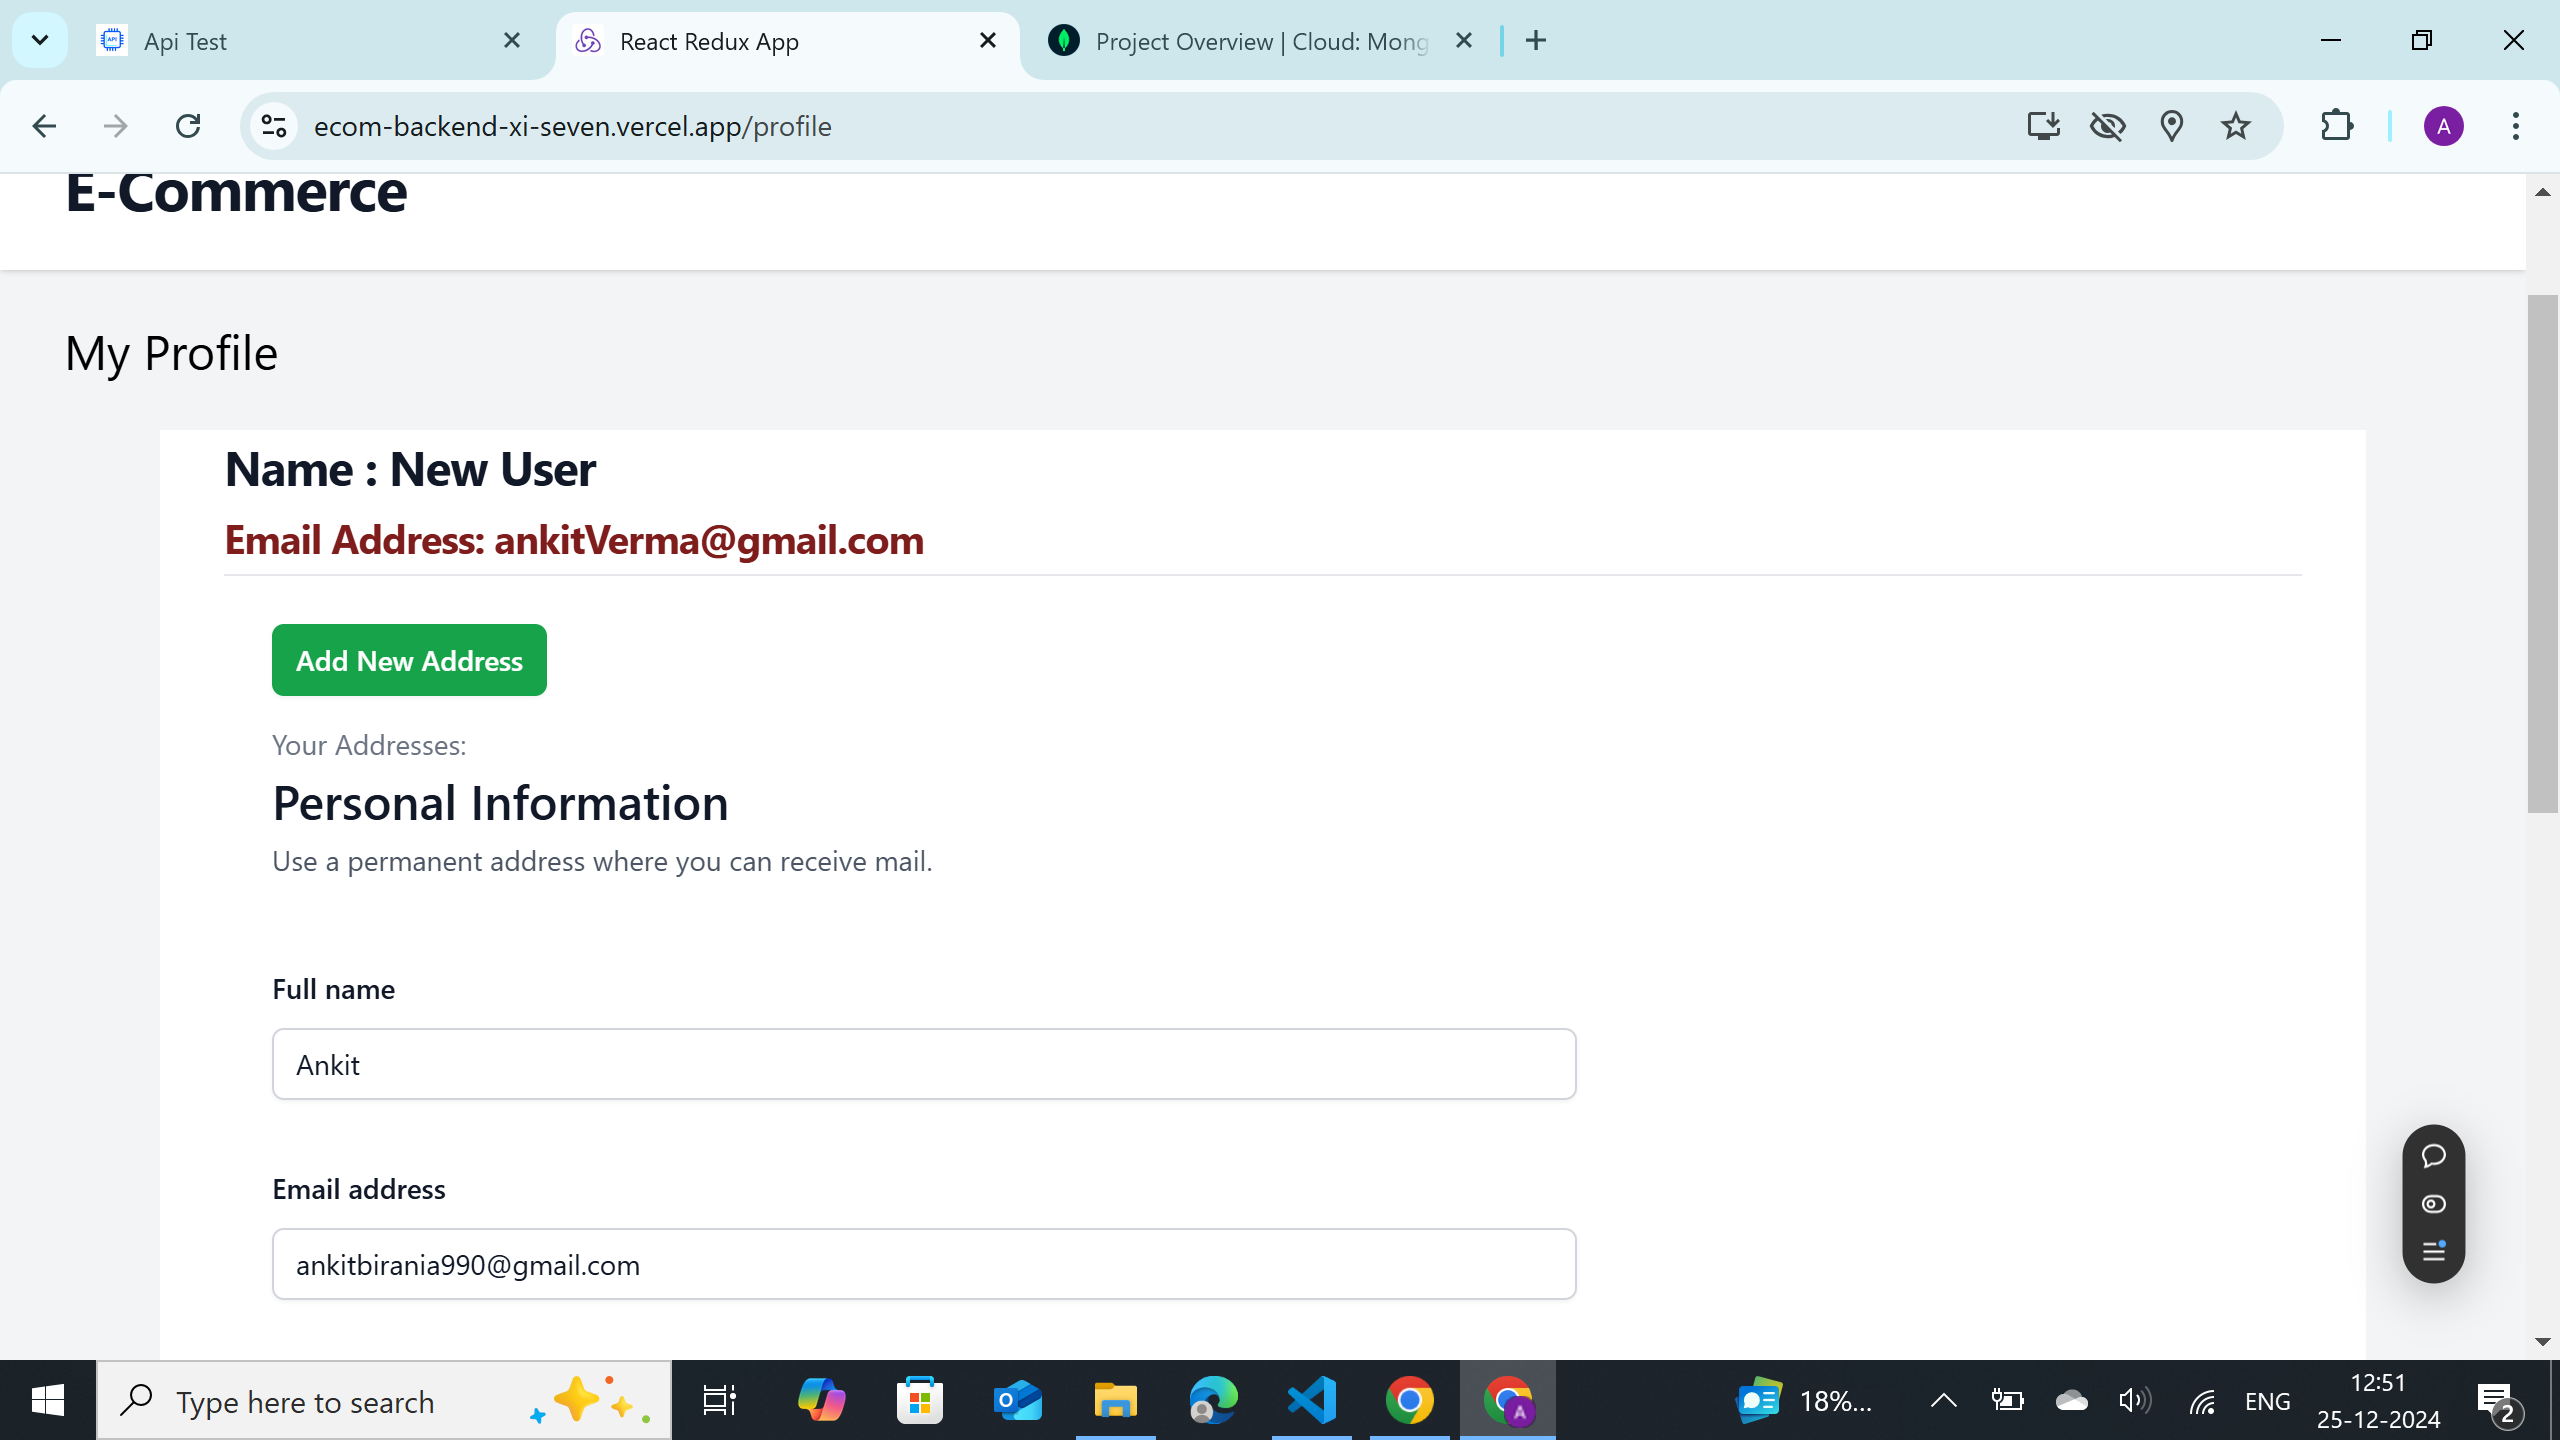 Api Test
React Redux App
Project Overview | Cloud: Mong
ecom-backend-xi-seven.vercel.app/profile
A
E-Commerce
My Profile
Name : New User
Email Address: ankitVerma@gmail.com
Add New Address
Your Addresses:
Personal Information
Use a permanent address where you can receive mail.
Full name
Ankit
Email address
ankitbirania990@gmail.com
Type here to search
A
18%...
ENG
12:51
25-12-2024
2